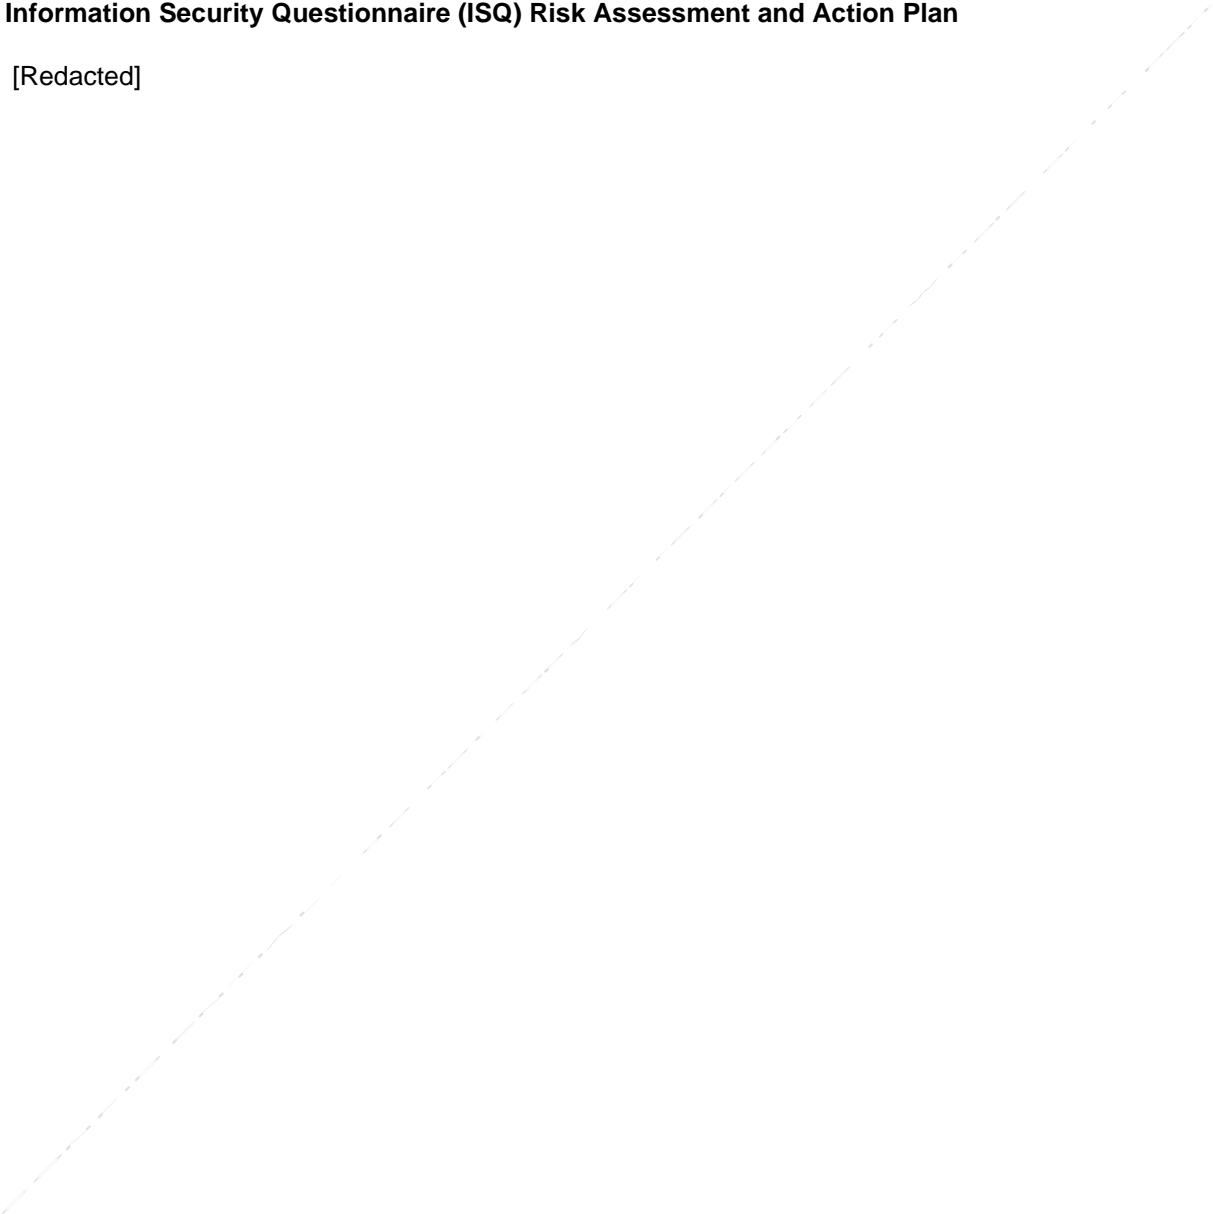 Information Security Questionnaire (ISQ) Risk Assessment and Action Plan
[Redacted]